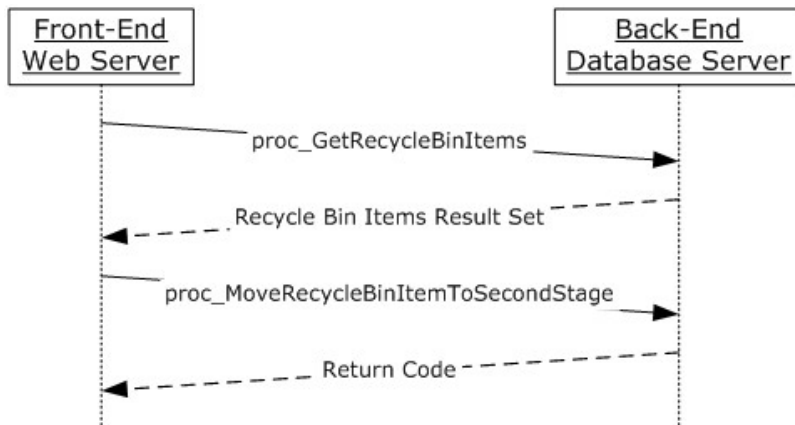 Front-End
Web Server
Back-End
Database Server
proc_GetRecycleBinItems
Recycle Bin Items Result Set
proc_MoveRecycleBinItemToSecondStage
Return Code